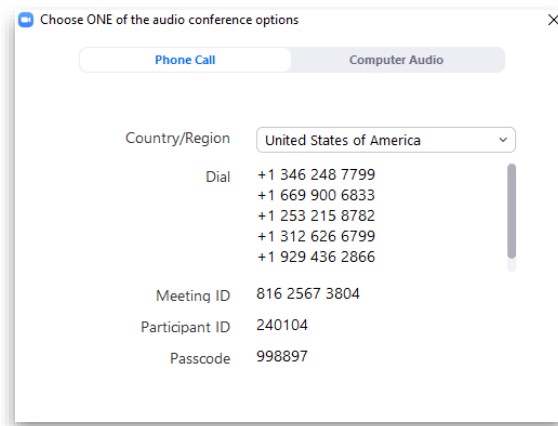 Choose ONE of the audio conference options
Phone Call Computer Audio
Country/Region United States of America
Dial +1 346 248 7799
+1 669 900 6833
+1 253 215 8782
+1 312 626 6799
+1 929 436 2866
Meeting ID 816 2567 3804
Participant ID 240104
Passcode 998897